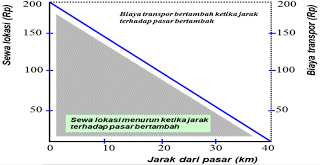 200
200
Biaya transpor bertambah ketika jarak
terhadap pasar bertambah
Sewa lokasi (Rp)
Biaya transpor (Rp)
150
150
100
100
50
50
Sewa lokasi menurun ketika jarak
terhadap pasar bertambah
0
10
20
30
40
Jarak dari pasar (km)